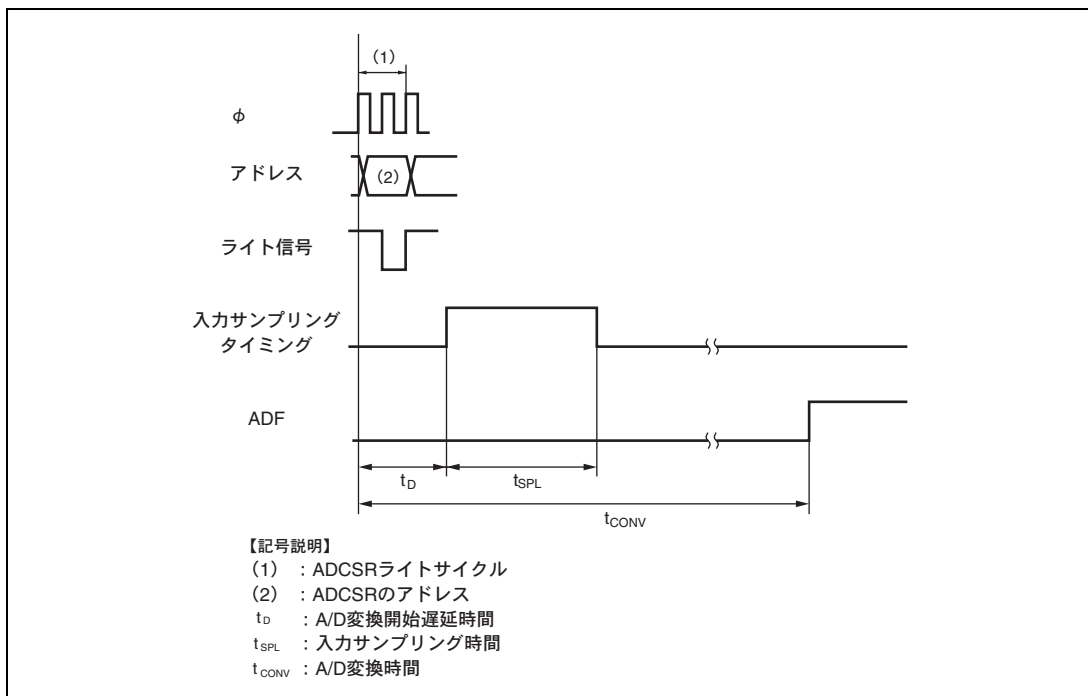 (1)
φ
アドレス
(2)
ライト信号
入力サンプリング
タイミング
ADF
tD
tSPL
tCONV
【記号説明】
(1) :ADCSRライトサイクル
(2) :ADCSRのアドレス
tD :A/D変換開始遅延時間
tSPL :入力サンプリング時間
tCONV :A/D変換時間